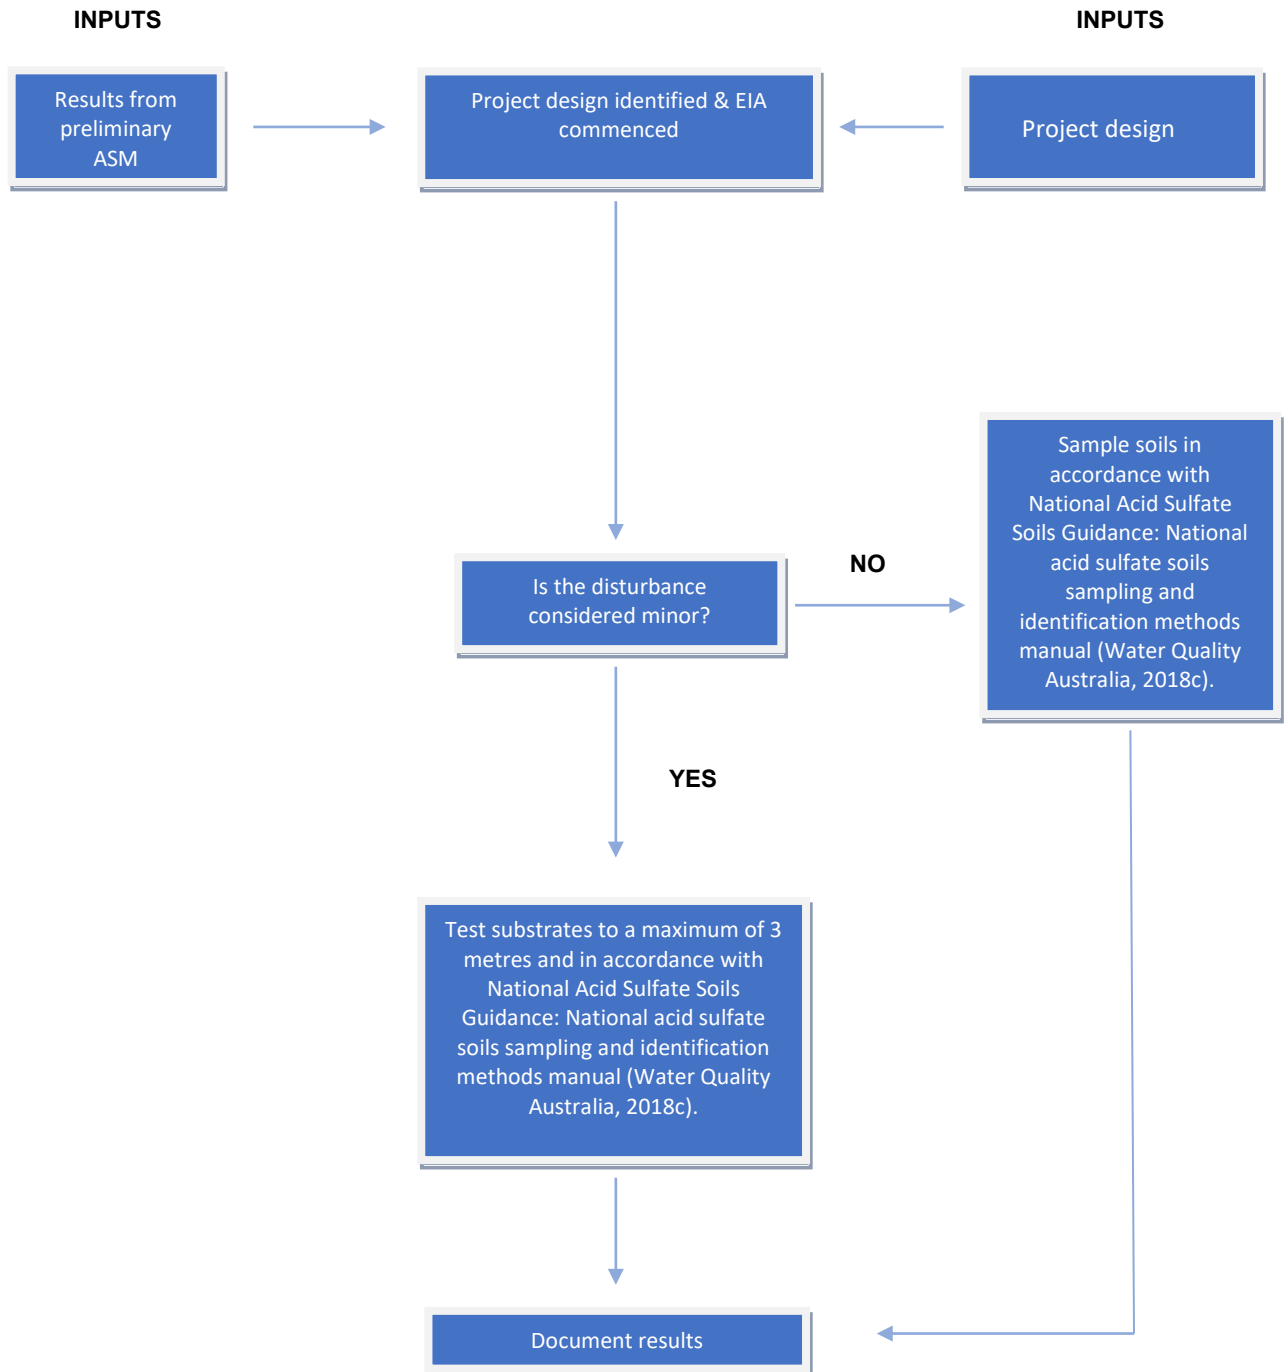 INPUTS
INPUTS
Results from
preliminary
ASM
Project design identified & EIA
commenced
Project design
Is the disturbance
considered minor?
NO
Sample soils in
accordance with
National Acid Sulfate
Soils Guidance: National
acid sulfate soils
sampling and
identification methods
manual (Water Quality
Australia, 2018c).
YES
Test substrates to a maximum of 3
metres and in accordance with
National Acid Sulfate Soils
Guidance: National acid sulfate
soils sampling and identification
methods manual (Water Quality
Australia, 2018c).
Document results